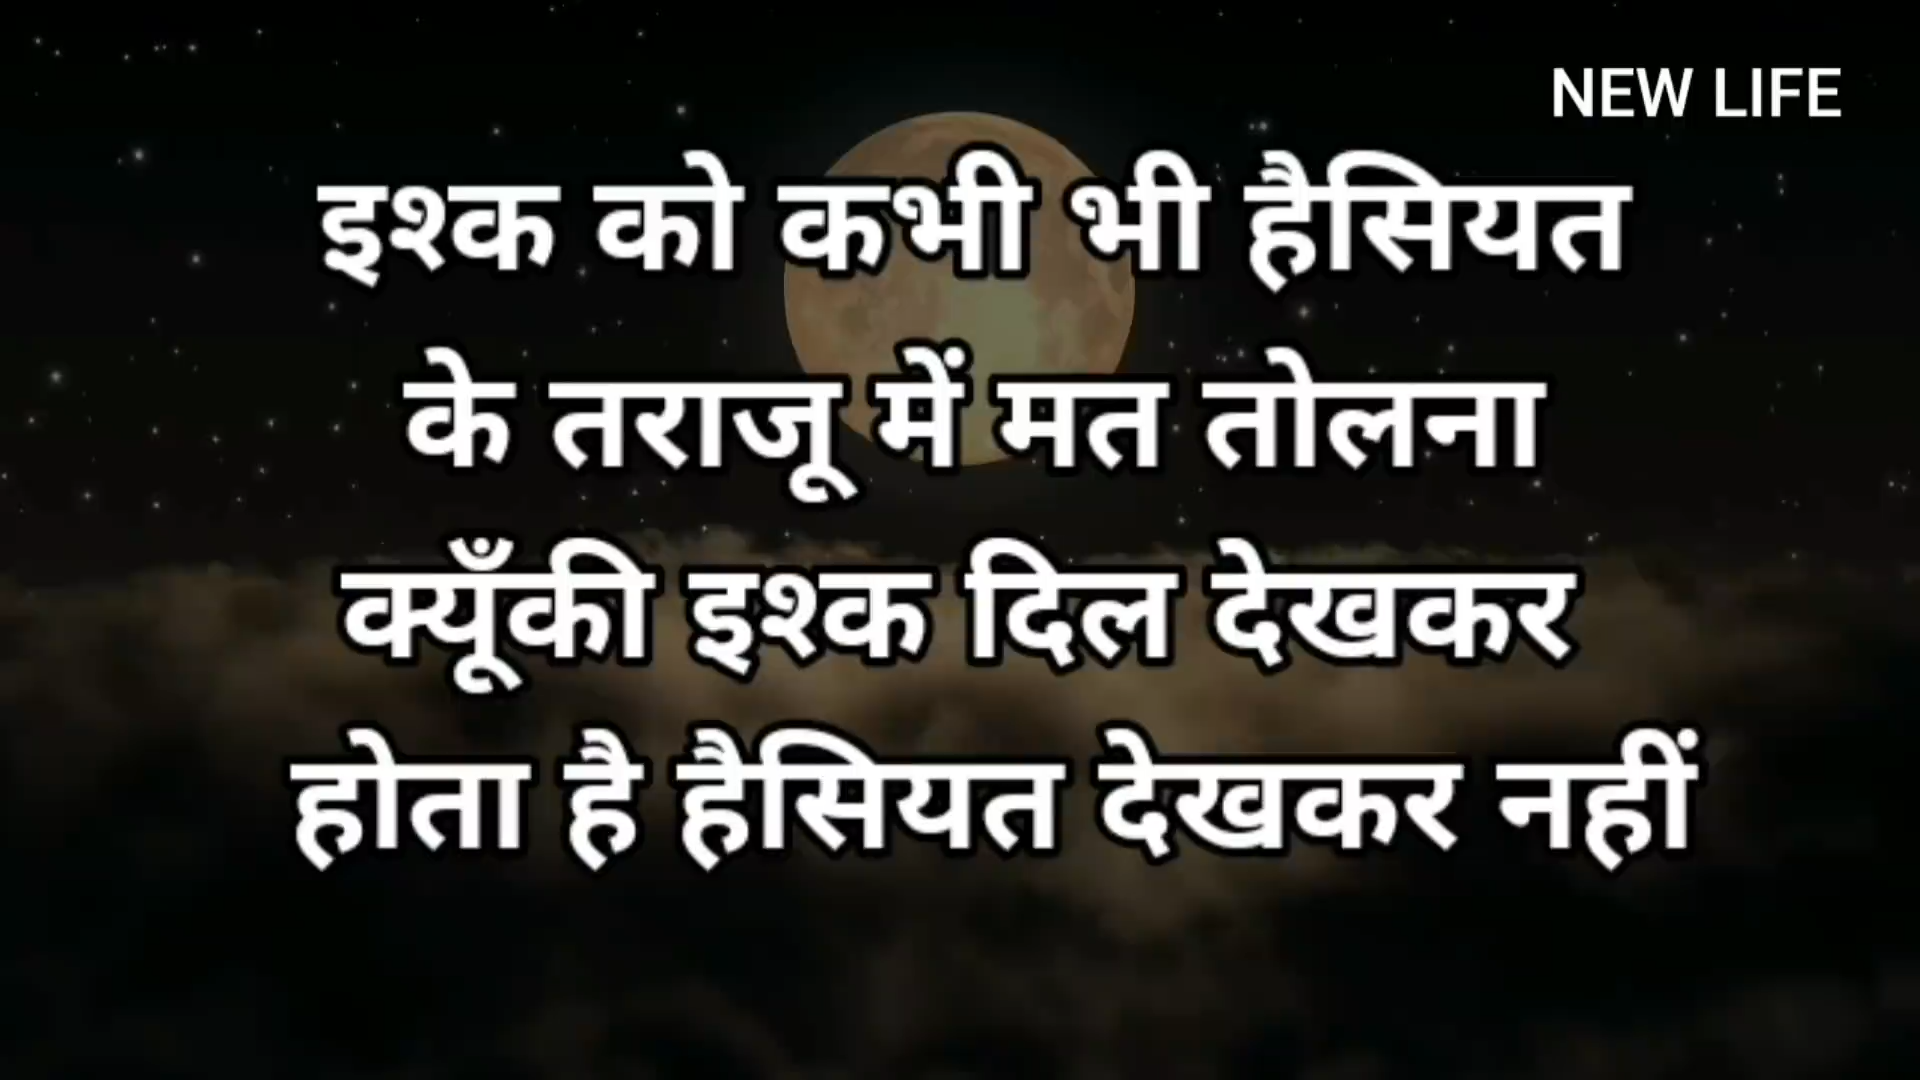 NEW LIFE
इश्क को कभी भी हैसियत
के तराजू में मत तोलना
क्यूँकी इश्क दिल देखकर
होता है हैसियत देखकर नहीं